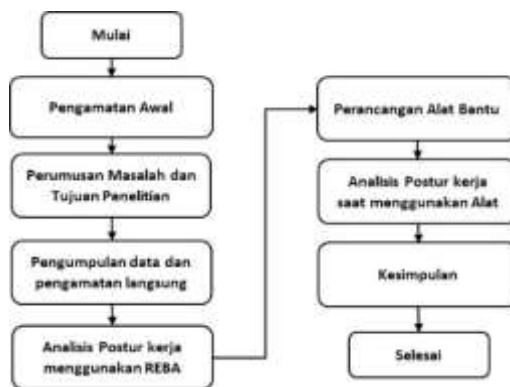 Mulai
Pengamatan Awal
Perumusan Masalah dan
Tujuan Penelitian
Pengumpulan data dan
pengamatan langsung
Analisis Postur kerja
menggunakan REBA
Perancangan Alat Bantu
Analisis Postur kerja
saat menggunakan Alat
Kesimpulan
Selesai